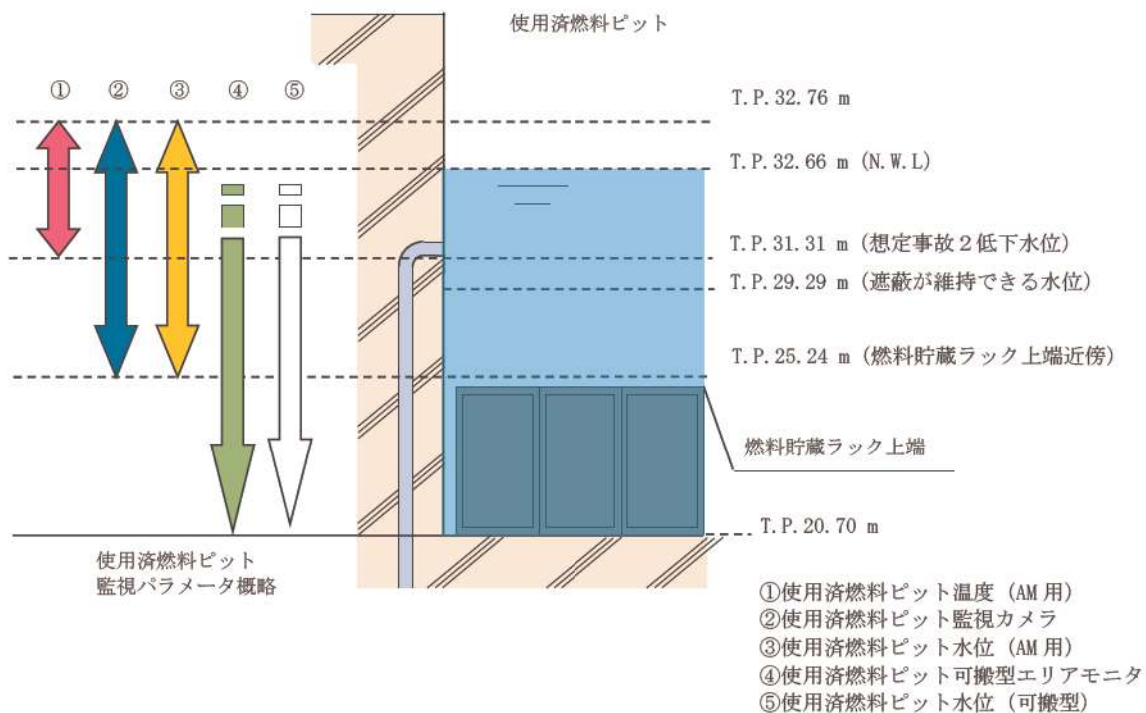 使用済燃料ピット
① ② ③ ④ ⑤
T.P.32.76 m
T.P.32.66 m (N.W.L)
T.P.31.31 m (想定事故2低下水位)
T.P.29.29 m (遮蔽が維持できる水位)
T.P.25.24 m (燃料貯蔵ラック上端近傍)
燃料貯蔵ラック上端
T.P.20.70 m
使用済燃料ピット
監視パラメータ概略
①使用済燃料ピット温度 (AM用)
②使用済燃料ピット監視カメラ
③使用済燃料ピット水位 (AM用)
④使用済燃料ピット可搬型エリアモニタ
⑤使用済燃料ピット水位 (可搬型)